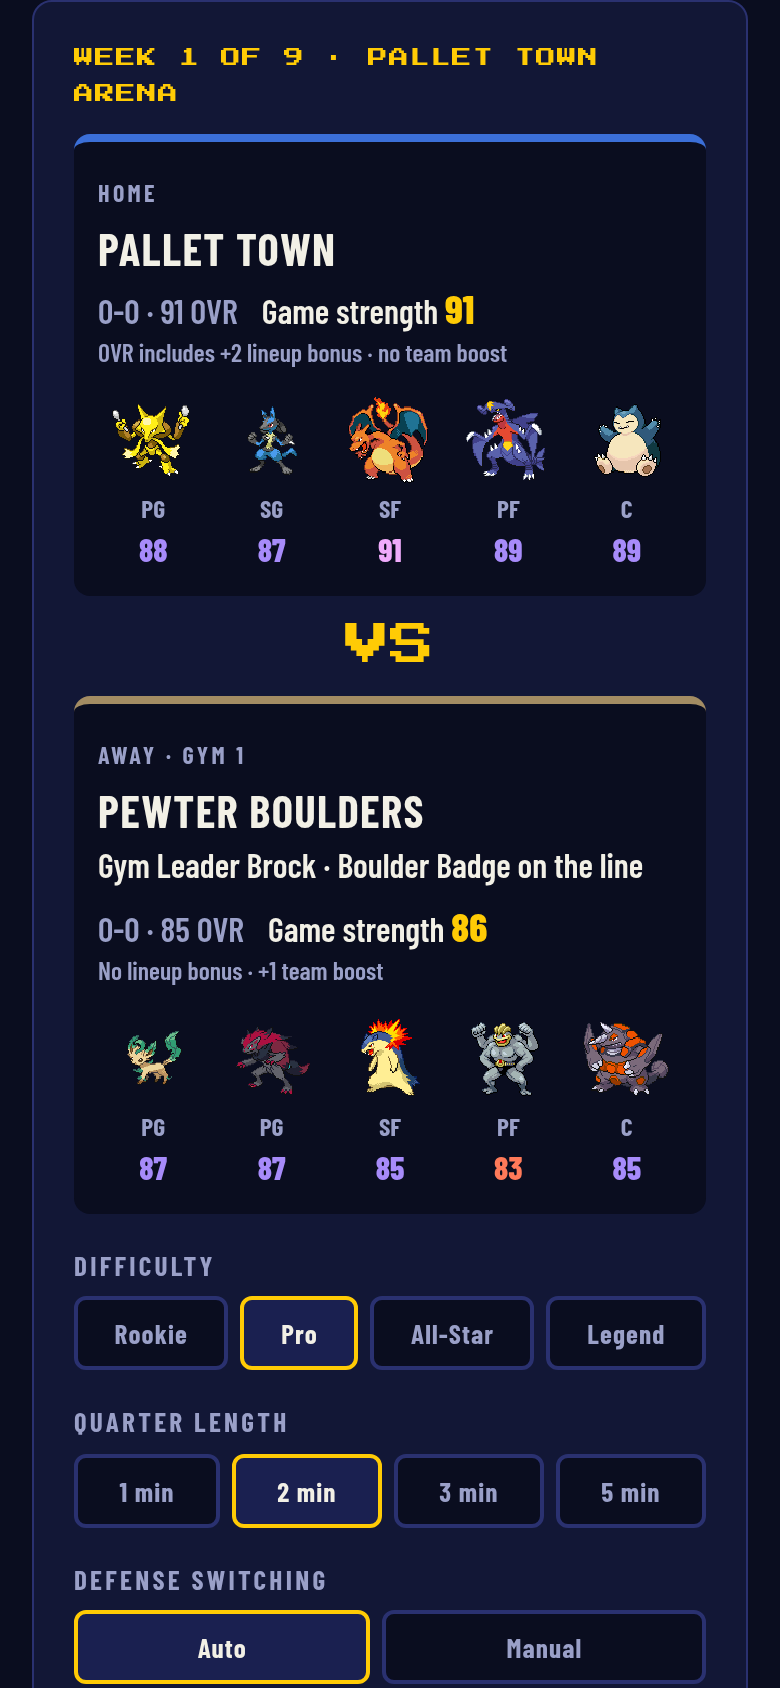 WEEK 1 OF 9 · PALLET TOWN
ARENA
HOME
PALLET TOWN
0-0 · 91 OVR Game strength 91
OVR includes +2 lineup bonus · no team boost
PG SG SF PF C
88 87 91 89 89
VS
AWAY · GYM 1
PEWTER BOULDERS
Gym Leader Brock · Boulder Badge on the line
0-0 · 85 OVR Game strength 86
No lineup bonus · +1 team boost
PG PG SF PF C
87 87 85 83 85
DIFFICULTY
Rookie Pro All-Star Legend
QUARTER LENGTH
1 min 2 min 3 min 5 min
DEFENSE SWITCHING
Auto Manual